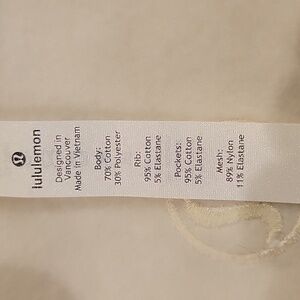 lululemon
Designed in
Vancouver
Made in Vietnam
Body:
70% Cotton
30% Polyester
Rib:
95% Cotton
5% Elastane
Pockets:
95% Cotton
5% Elastane
Mesh:
89% Nylon
11% Elastane